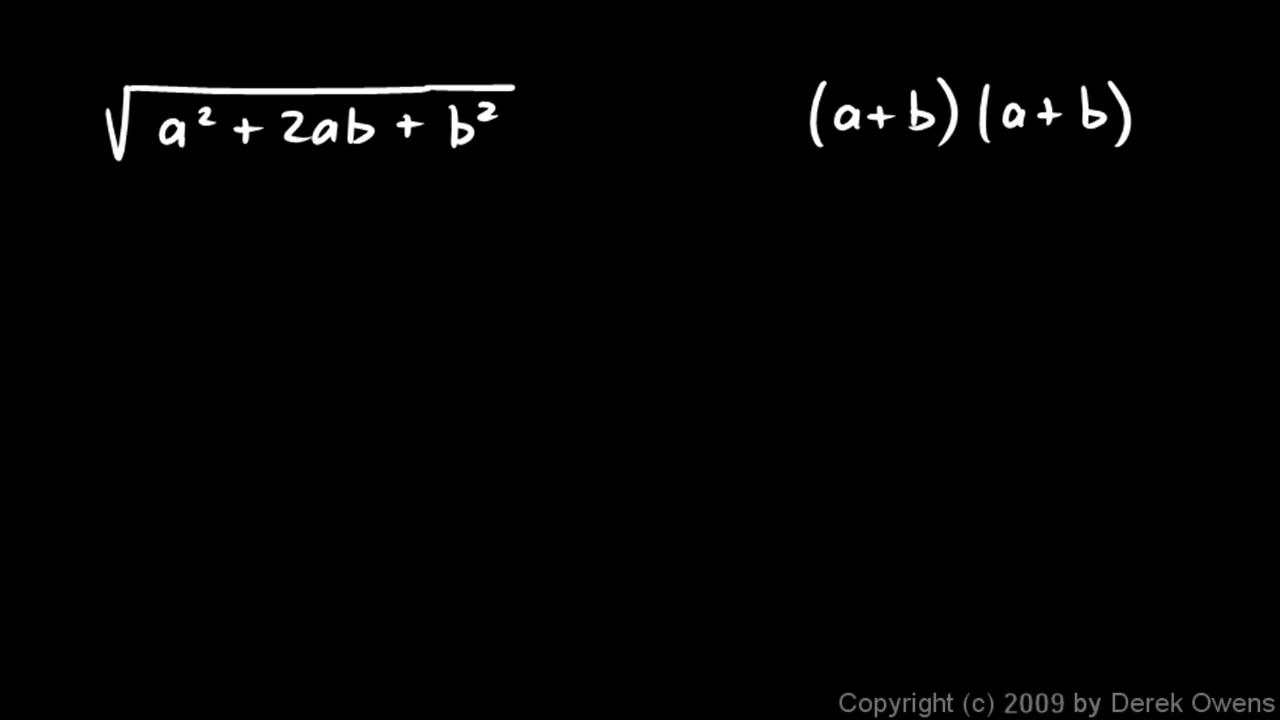 √(a² + 2ab + b²)
(a + b)(a + b)
Copyright (c) 2009 by Derek Owens